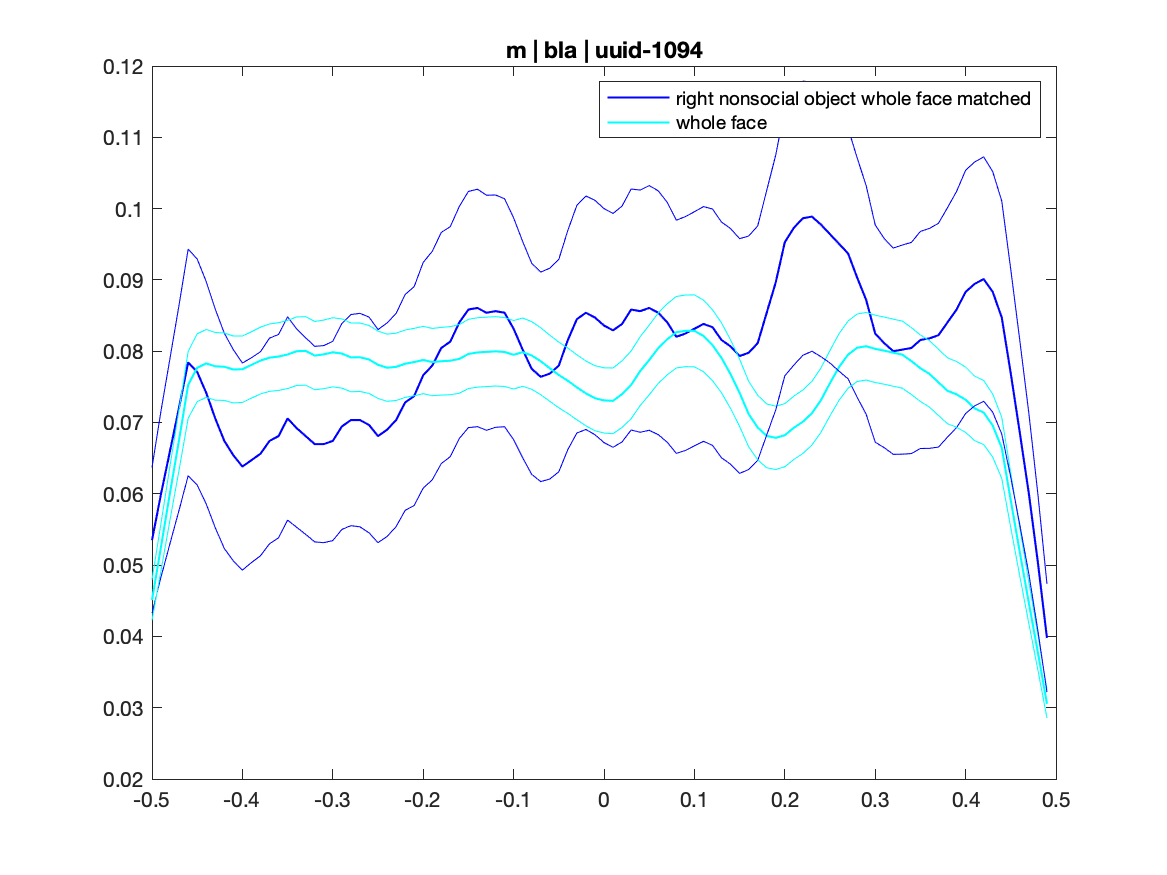 m | bla | uuid-1094
right nonsocial object whole face matched
whole face
0.12
0.11
0.1
0.09
0.08
0.07
0.06
0.05
0.04
0.03
0.02
-0.5 -0.4 -0.3 -0.2 -0.1 0 0.1 0.2 0.3 0.4 0.5